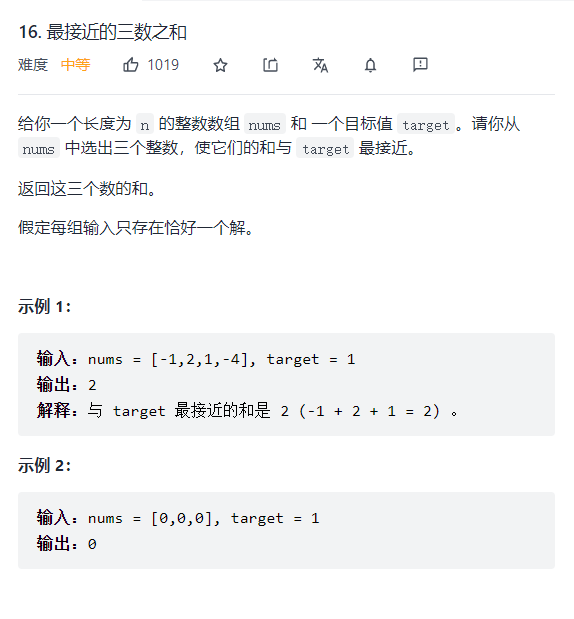 16. 最接近的三数之和
难度 中等 1019
给你一个长度为 n 的整数数组 nums 和 一个目标值 target。请你从
nums 中选出三个整数，使它们的和与 target 最接近。
返回这三个数的和。
假定每组输入只存在恰好一个解。
示例 1：
输入：nums = [-1,2,1,-4], target = 1
输出：2
解释：与 target 最接近的和是 2 (-1 + 2 + 1 = 2) 。
示例 2：
输入：nums = [0,0,0], target = 1
输出：0